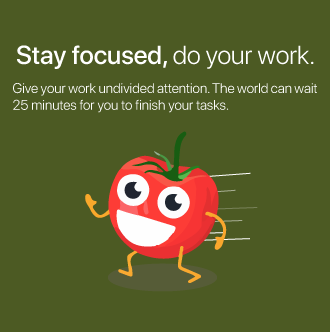 Stay focused, do your work.
Give your work undivided attention. The world can wait
25 minutes for you to finish your tasks.